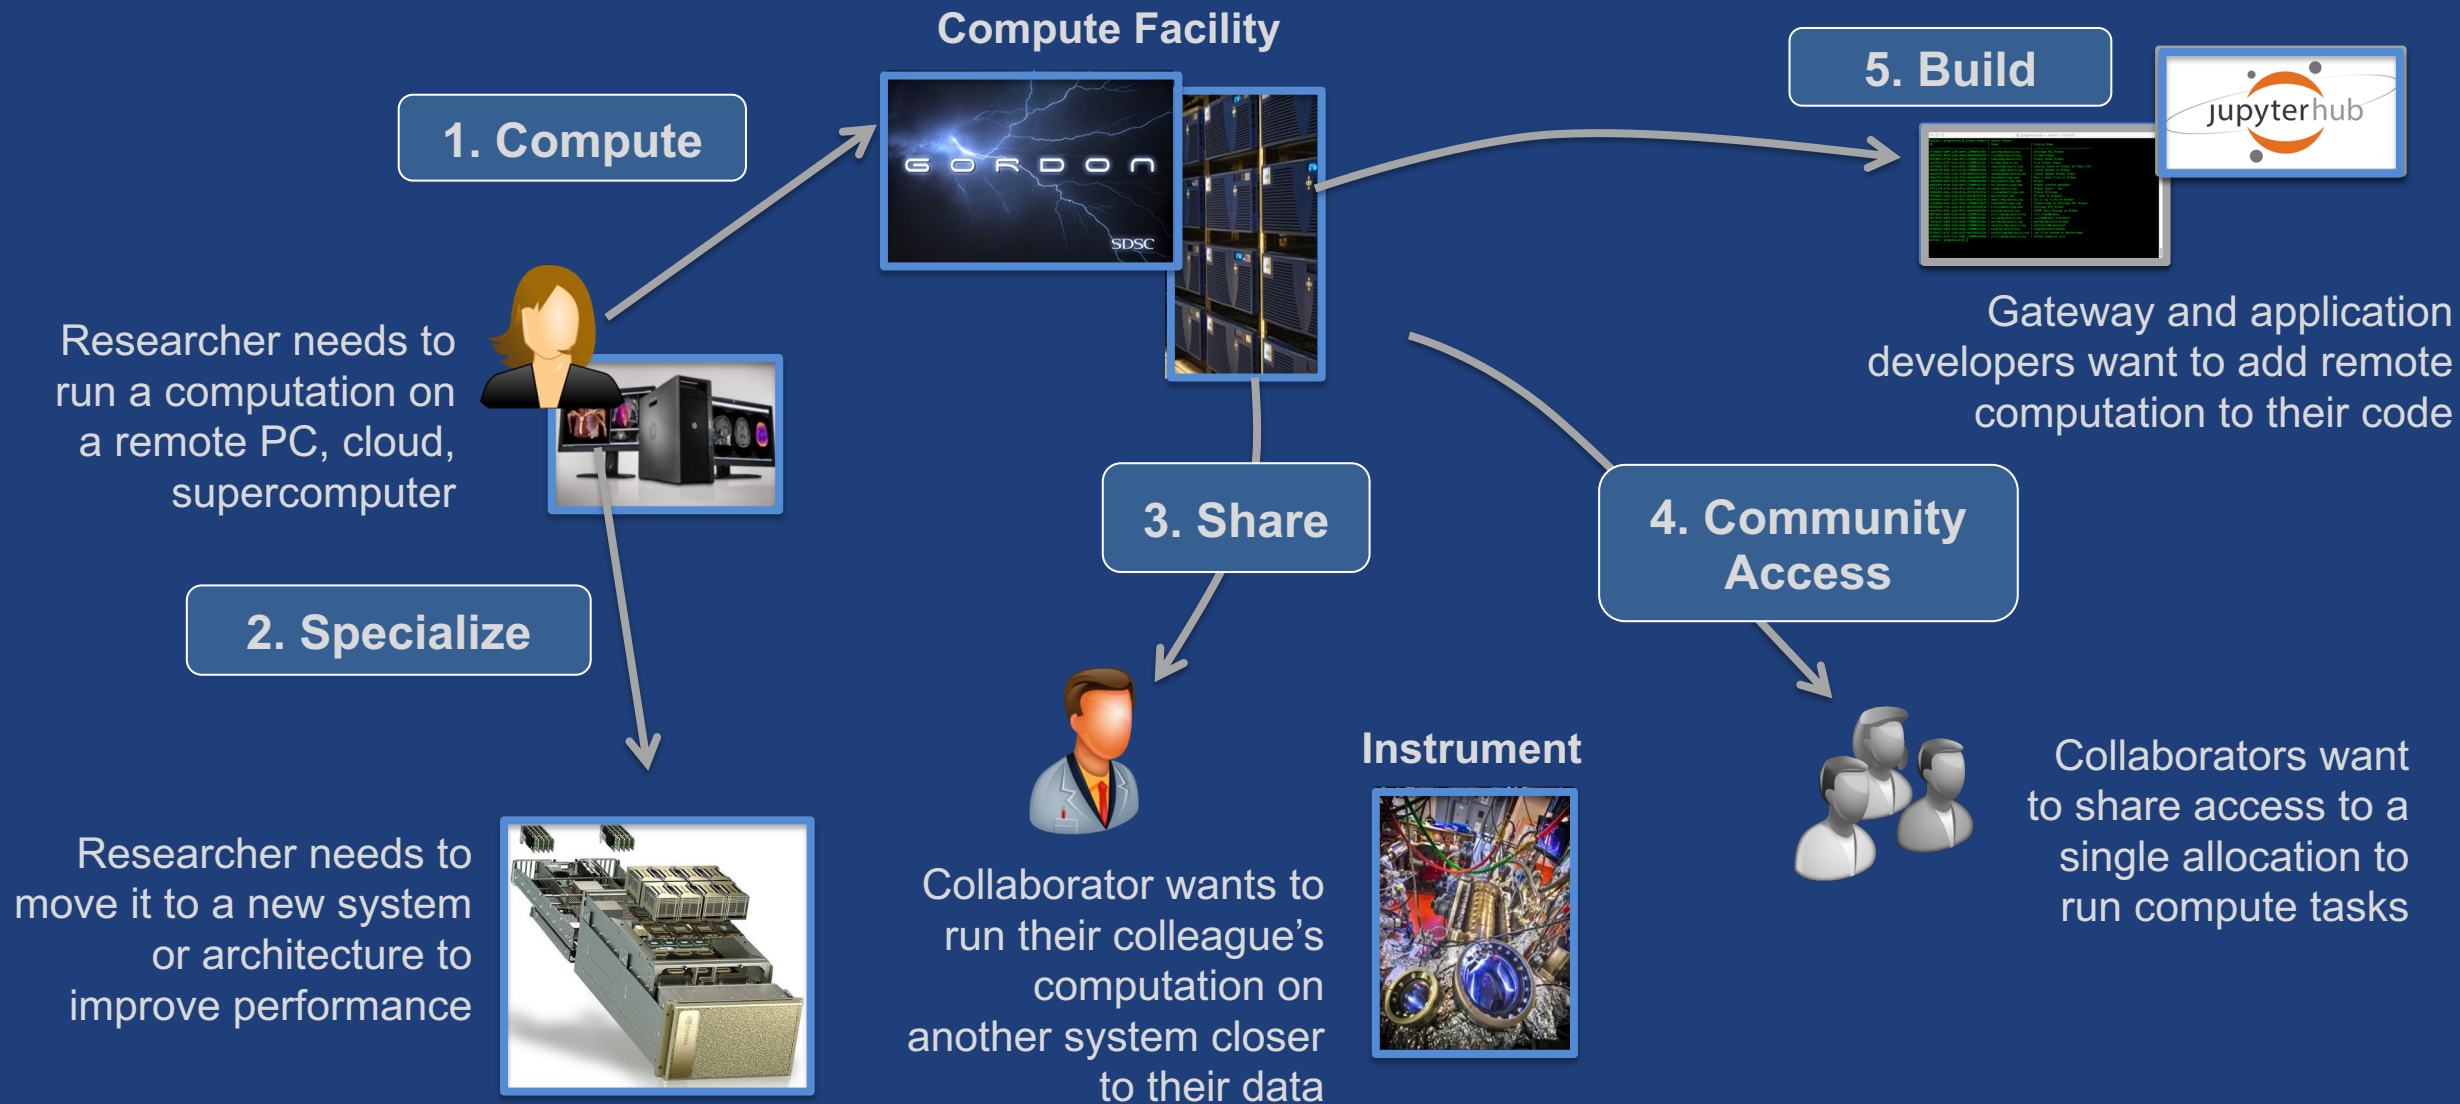 Compute Facility
1. Compute
GORDON
SDSC
5. Build
jupyterhub
Researcher needs to
run a computation on
a remote PC, cloud,
supercomputer
Gateway and application
developers want to add remote
computation to their code
2. Specialize
3. Share
4. Community
Access
Researcher needs to
move it to a new system
or architecture to
improve performance
Collaborator wants to
run their colleague’s
computation on
another system closer
to their data
Instrument
Collaborators want
to share access to a
single allocation to
run compute tasks